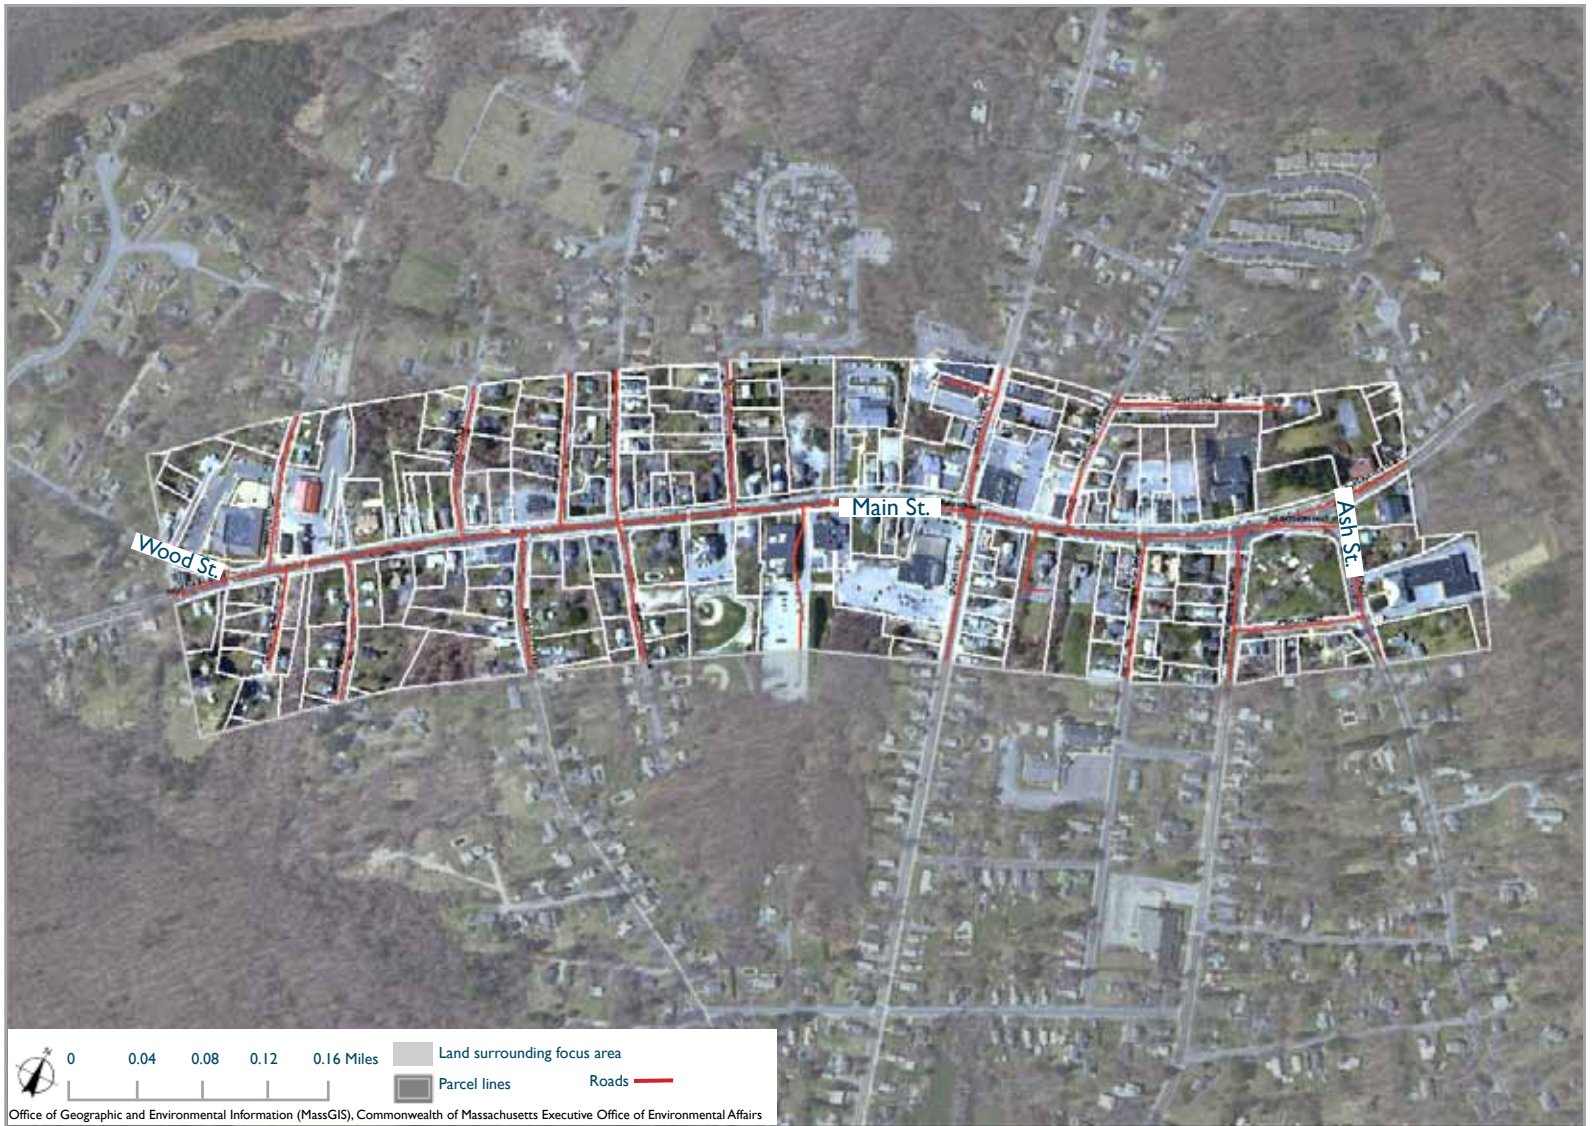 Main St.
Ash St.
Wood St.
0 0.04 0.08 0.12 0.16 Miles
Land surrounding focus area
Parcel lines
Roads
Office of Geographic and Environmental Information (MassGIS), Commonwealth of Massachusetts Executive Office of Environmental Affairs